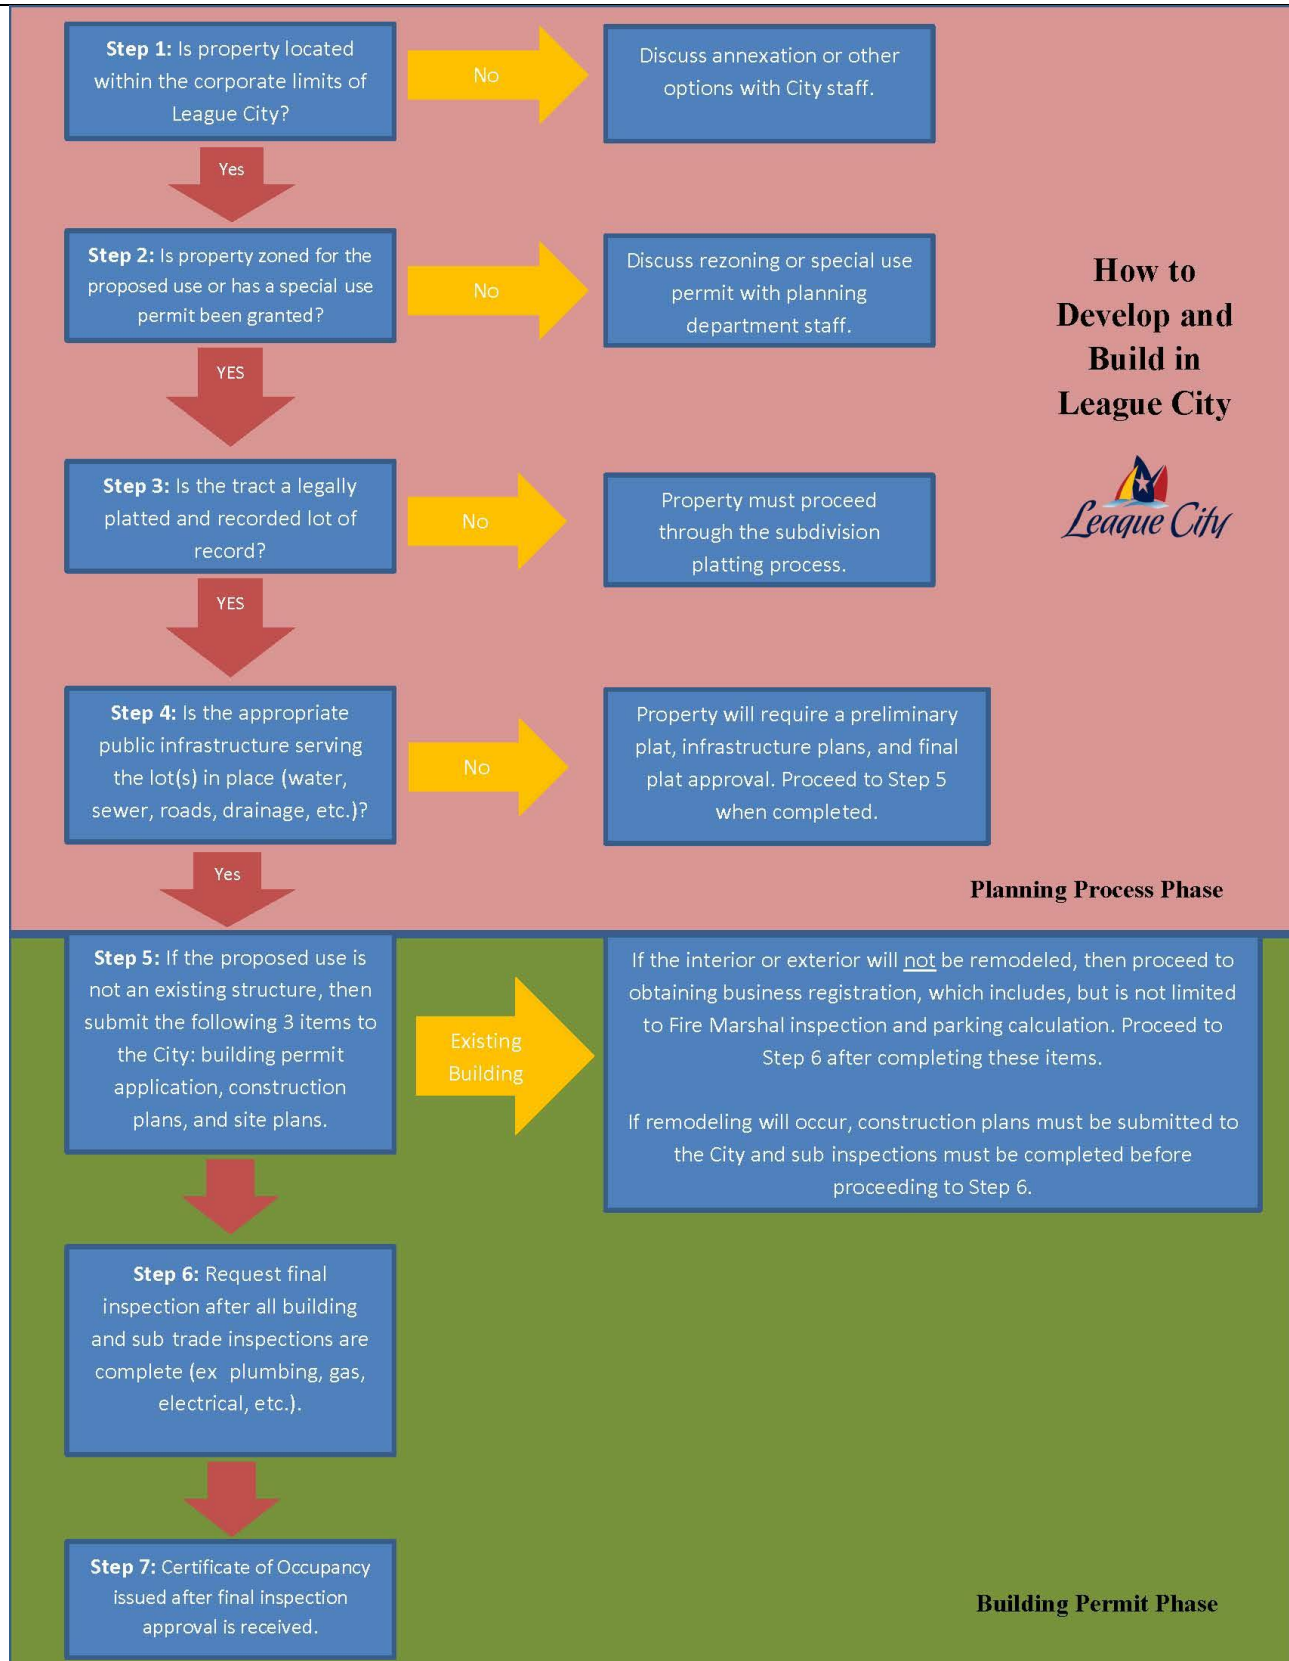 Step 1: Is property located
within the corporate limits of
League City?
No
Discuss annexation or other
options with City staff.
Yes
Step 2: Is property zoned for the
proposed use or has a special use
permit been granted?
No
Discuss rezoning or special use
permit with planning
department staff.
How to
Develop and
Build in
League City
League City
YES
Step 3: Is the tract a legally
platted and recorded lot of
record?
No
Property must proceed
through the subdivision
platting process.
YES
Step 4: Is the appropriate
public infrastructure serving
the lot(s) in place (water,
sewer, roads, drainage, etc.)?
No
Property will require a preliminary
plat, infrastructure plans, and final
plat approval. Proceed to Step 5
when completed.
Yes
Planning Process Phase
Step 5: If the proposed use is
not an existing structure, then
submit the following 3 items to
the City: building permit
application, construction
plans, and site plans.
Existing
Building
If the interior or exterior will not be remodeled, then proceed to
obtaining business registration, which includes, but is not limited
to Fire Marshal inspection and parking calculation. Proceed to
Step 6 after completing these items.
If remodeling will occur, construction plans must be submitted to
the City and sub inspections must be completed before
proceeding to Step 6.
Step 6: Request final
inspection after all building
and sub trade inspections are
complete (ex plumbing, gas,
electrical, etc.).
Step 7: Certificate of Occupancy
issued after final inspection
approval is received.
Building Permit Phase